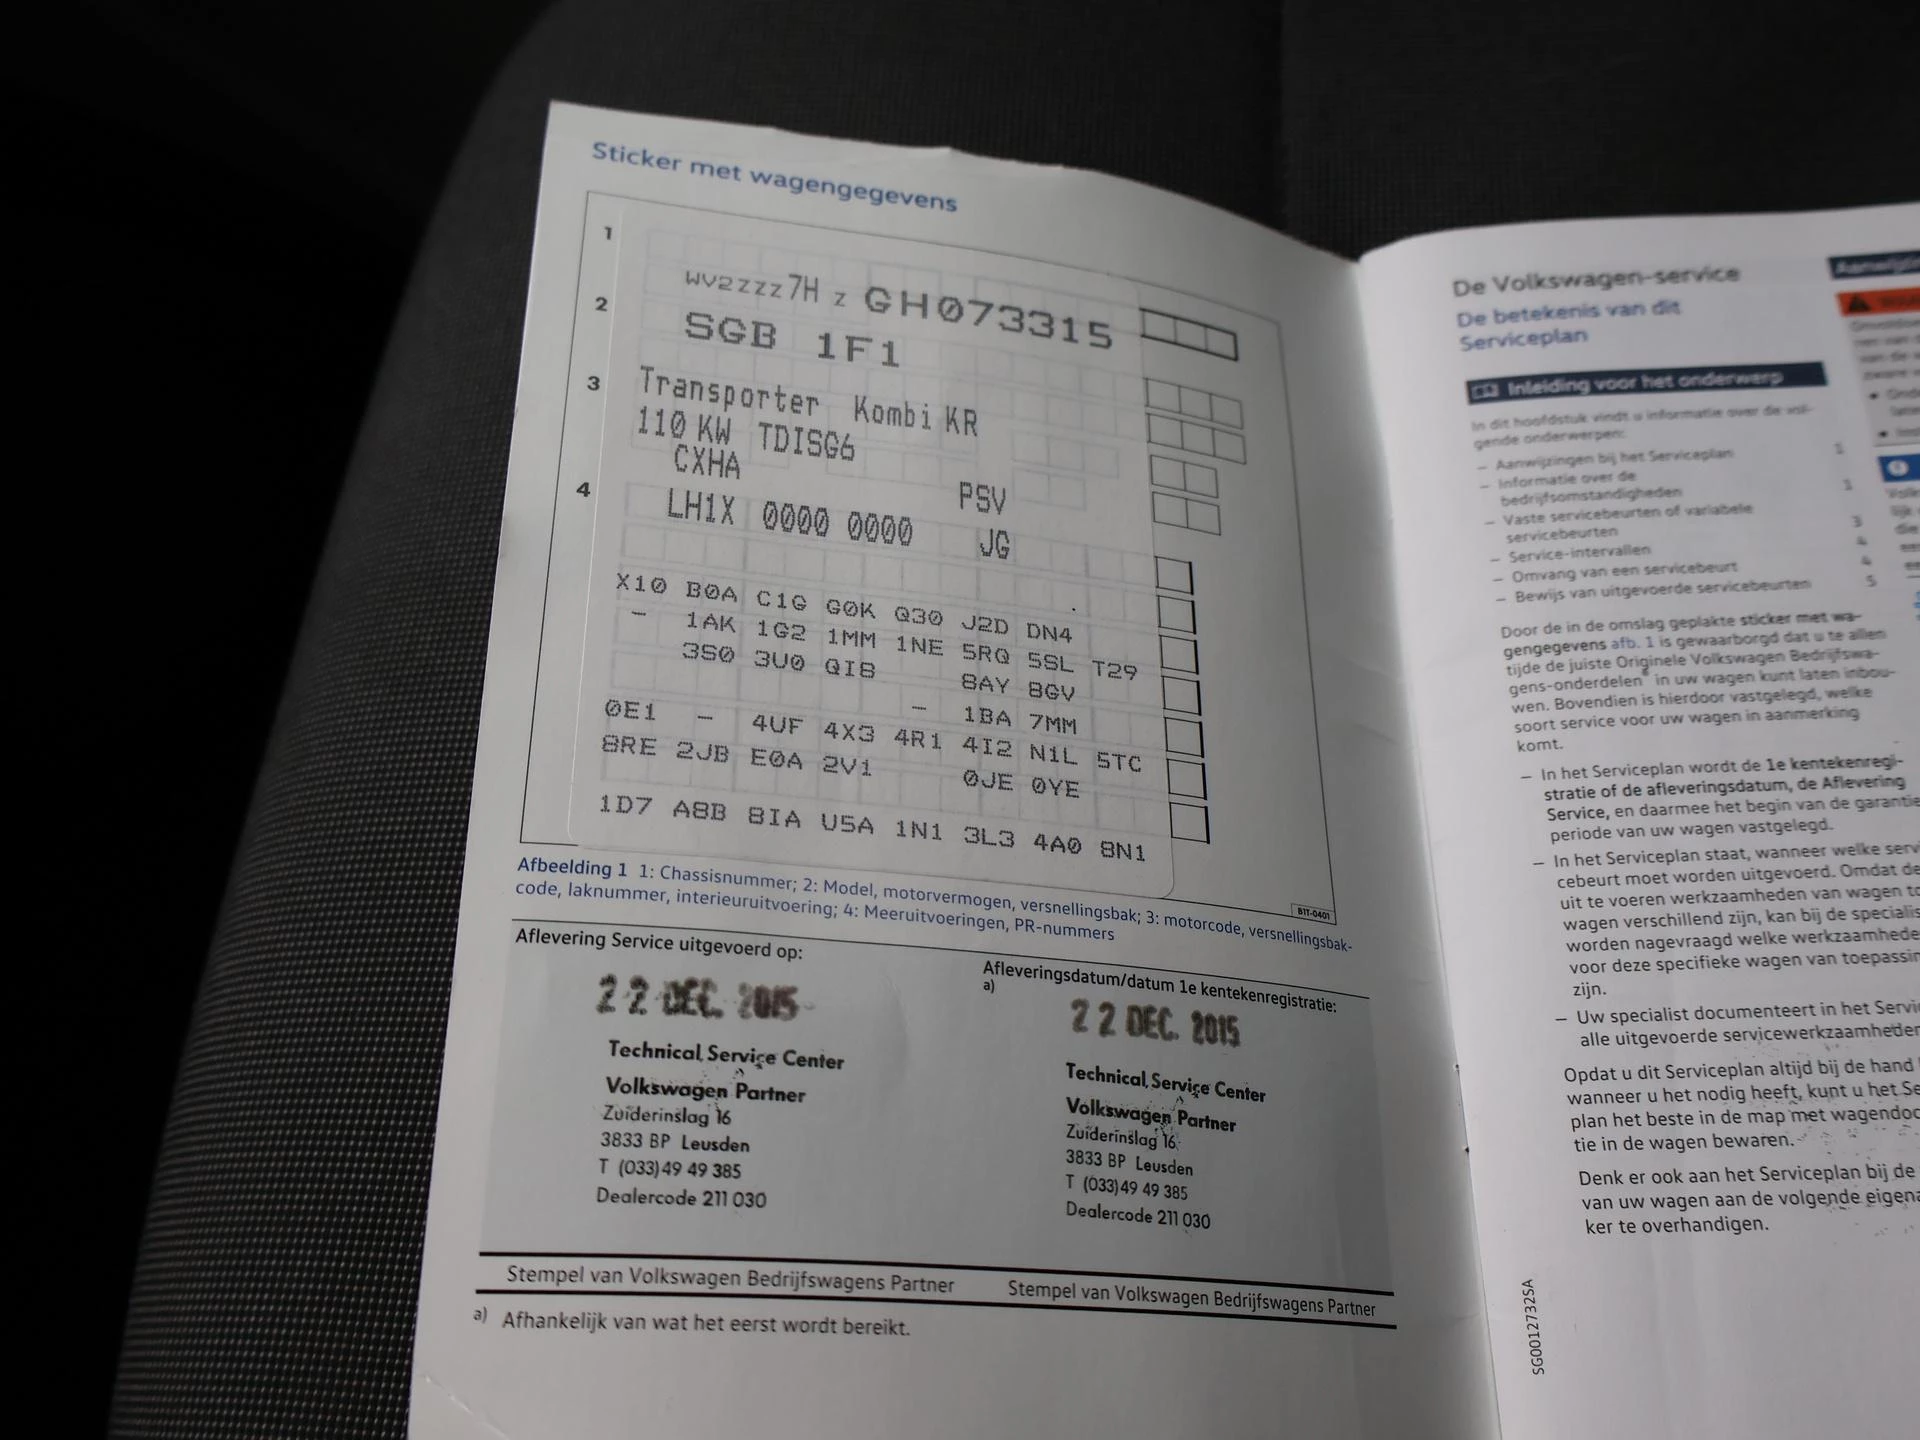 Sticker met wagengegevens
1
WV2ZZZ7H Z GH073315
2
SGB 1F1
3
Transporter Kombi KR
110 KW TDISG6
CXHA PSV
4
LH1X 0000 0000 JG
X10 B0A C1G G0K Q30 J2D DN4
- 1AK 1G2 1MM 1NE 5RQ 5SL T29
3S0 3U0 QI8 8AY 8GV
- 1BA 7MM
0E1 - 4UF 4X3 4R1 4I2 N1L 5TC
8RE 2JB E0A 2V1 0JE 0YE
1D7 A8B 8IA U5A 1N1 3L3 4A0 8N1
B1T-0401
Afbeelding 1 1: Chassisnummer; 2: Model, motorvermogen, versnellingsbak; 3: motorcode, versnellingsbak-
code, laknummer, interieuruitvoering; 4: Meeruitvoeringen, PR-nummers
Aflevering Service uitgevoerd op:
22 DEC. 2015
Technical Service Center
Volkswagen Partner
Zuiderinslag 16
3833 BP Leusden
T (033) 49 49 385
Dealercode 211 030
Afleveringsdatum/datum 1e kentekenregistratie:
a)
22 DEC. 2015
Technical Service Center
Volkswagen Partner
Zuiderinslag 16
3833 BP Leusden
T (033) 49 49 385
Dealercode 211 030
Stempel van Volkswagen Bedrijfswagens Partner
Stempel van Volkswagen Bedrijfswagens Partner
a) Afhankelijk van wat het eerst wordt bereikt.
De Volkswagen-service
De betekenis van dit
Serviceplan
Inleiding voor het onderwerp
In dit hoofdstuk vindt u informatie over de vol-
gende onderwerpen:
– Aanwijzingen bij het Serviceplan 1
– Informatie over de
bedrijfsomstandigheden 1
– Vaste servicebeurten of variabele
servicebeurten 3
– Service-intervallen 4
– Omvang van een servicebeurt 4
– Bewijs van uitgevoerde servicebeurten 5
Door de in de omslag geplakte sticker met wa-
gengegevens afb. 1 is gewaarborgd dat u te allen
tijde de juiste Originele Volkswagen Bedrijfswa-
gens-onderdelen® in uw wagen kunt laten inbou-
wen. Bovendien is hierdoor vastgelegd, welke
soort service voor uw wagen in aanmerking
komt.
– In het Serviceplan wordt de 1e kentekenregi-
stratie of de afleveringsdatum, de Aflevering
Service, en daarmee het begin van de garantie
periode van uw wagen vastgelegd.
– In het Serviceplan staat, wanneer welke servi
cebeurt moet worden uitgevoerd. Omdat de
uit te voeren werkzaamheden van wagen to
wagen verschillend zijn, kan bij de specialis
worden nagevraagd welke werkzaamhede
voor deze specifieke wagen van toepassin
zijn.
– Uw specialist documenteert in het Servi
alle uitgevoerde servicewerkzaamheden
Opdat u dit Serviceplan altijd bij de hand
wanneer u het nodig heeft, kunt u het Se
plan het beste in de map met wagendoc
tie in de wagen bewaren.
Denk er ook aan het Serviceplan bij de
van uw wagen aan de volgende eigena
ker te overhandigen.
SG0012732SA